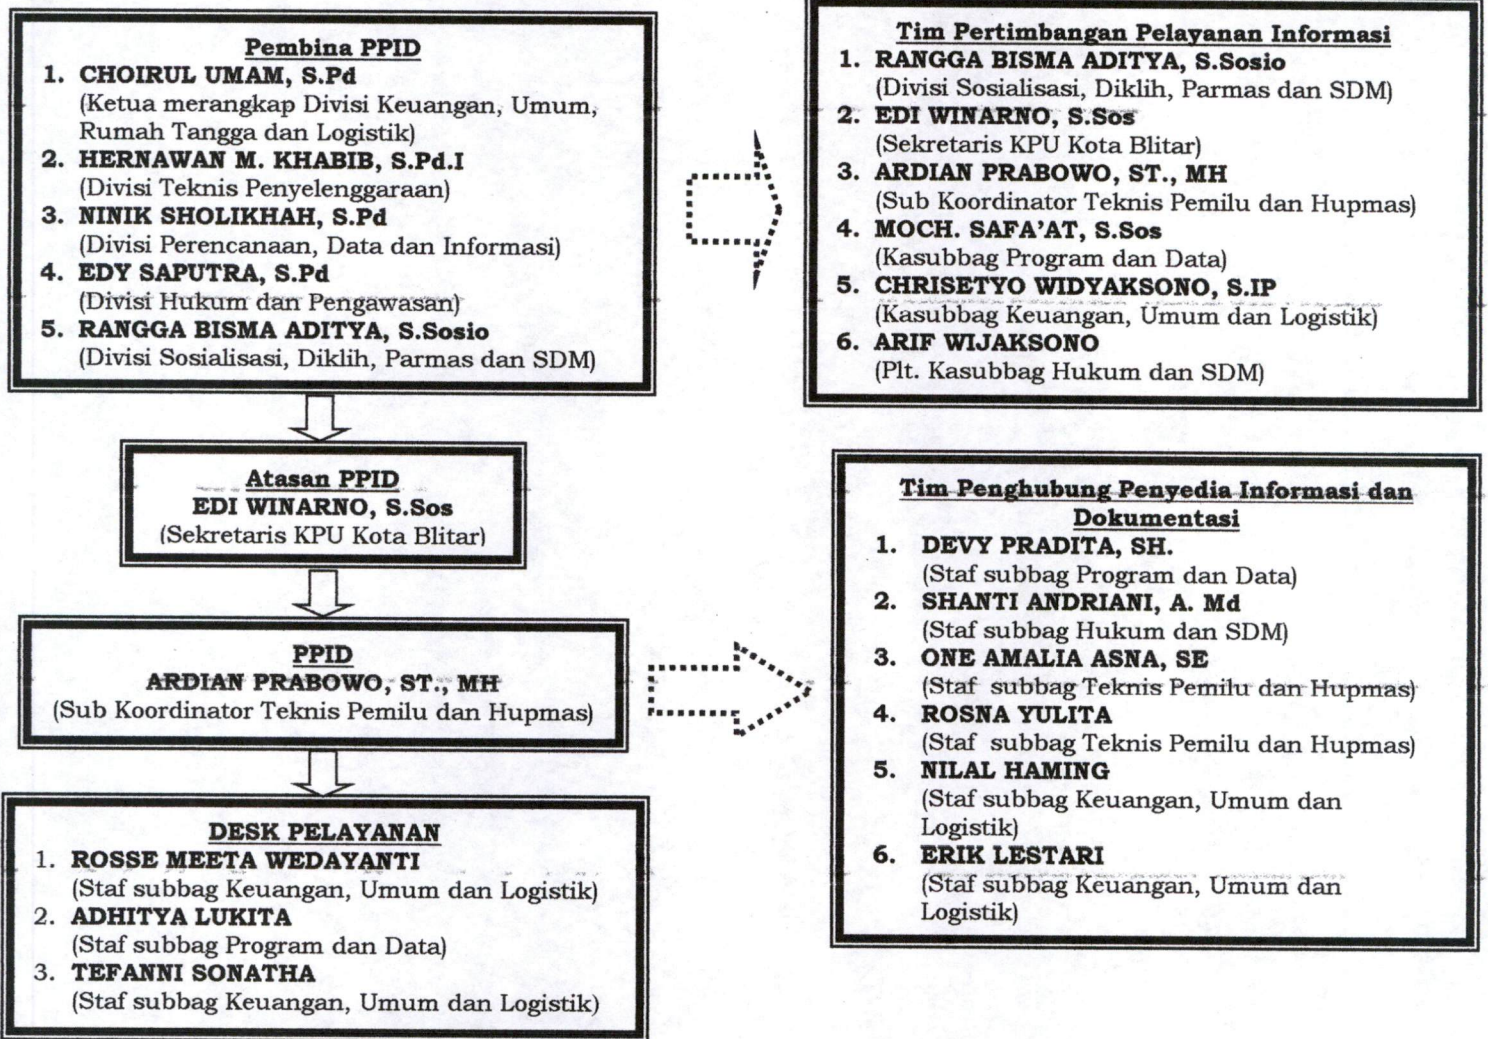 Pembina PPID
1. CHOIRUL UMAM, S.Pd
(Ketua merangkap Divisi Keuangan, Umum,
Rumah Tangga dan Logistik)
2. HERNAWAN M. KHABIB, S.Pd.I
(Divisi Teknis Penyelenggaraan)
3. NINIK SHOLIKHAH, S.Pd
(Divisi Perencanaan, Data dan Informasi)
4. EDY SAPUTRA, S.Pd
(Divisi Hukum dan Pengawasan)
5. RANGGA BISMA ADITYA, S.Sosio
(Divisi Sosialisasi, Diklih, Parmas dan SDM)
Tim Pertimbangan Pelayanan Informasi
1. RANGGA BISMA ADITYA, S.Sosio
(Divisi Sosialisasi, Diklih, Parmas dan SDM)
2. EDI WINARNO, S.Sos
(Sekretaris KPU Kota Blitar)
3. ARDIAN PRABOWO, ST., MH
(Sub Koordinator Teknis Pemilu dan Hupmas)
4. MOCH. SAFA'AT, S.Sos
(Kasubbag Program dan Data)
5. CHRISETYO WIDYAKSONO, S.IP
(Kasubbag Keuangan, Umum dan Logistik)
6. ARIF WIJAKSONO
(Plt. Kasubbag Hukum dan SDM)
Atasan PPID
EDI WINARNO, S.Sos
(Sekretaris KPU Kota Blitar)
PPID
ARDIAN PRABOWO, ST., MH
(Sub Koordinator Teknis Pemilu dan Hupmas)
Tim Penghubung Penyedia Informasi dan
Dokumentasi
1. DEVY PRADITA, SH.
(Staf subbag Program dan Data)
2. SHANTI ANDRIANI, A. Md
(Staf subbag Hukum dan SDM)
3. ONE AMALIA ASNA, SE
(Staf subbag Teknis Pemilu dan Hupmas)
4. ROSNA YULITA
(Staf subbag Teknis Pemilu dan Hupmas)
5. NILAL HAMING
(Staf subbag Keuangan, Umum dan
Logistik)
6. ERIK LESTARI
(Staf subbag Keuangan, Umum dan
Logistik)
DESK PELAYANAN
1. ROSSE MEETA WEDAYANTI
(Staf subbag Keuangan, Umum dan Logistik)
2. ADHITYA LUKITA
(Staf subbag Program dan Data)
3. TEFANNI SONATHA
(Staf subbag Keuangan, Umum dan Logistik)